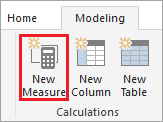 Home Modeling
New Measure
New Column
New Table
Calculations